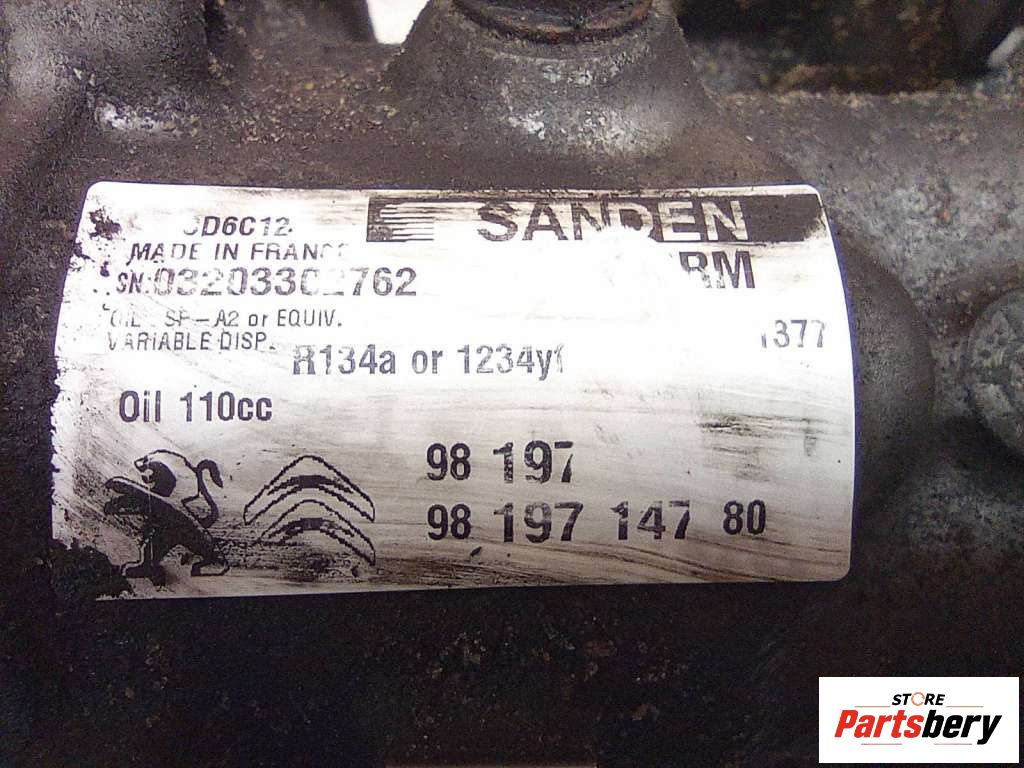 SD6C12 SANDEN
MADE IN FRANCE
SN:03203302762
OIL : SP-A2 or EQUIV.
VARIABLE DISP. 1377
R134a or 1234yf
Oil 110cc
98 197
98 197 147 80
STORE
Partsbery